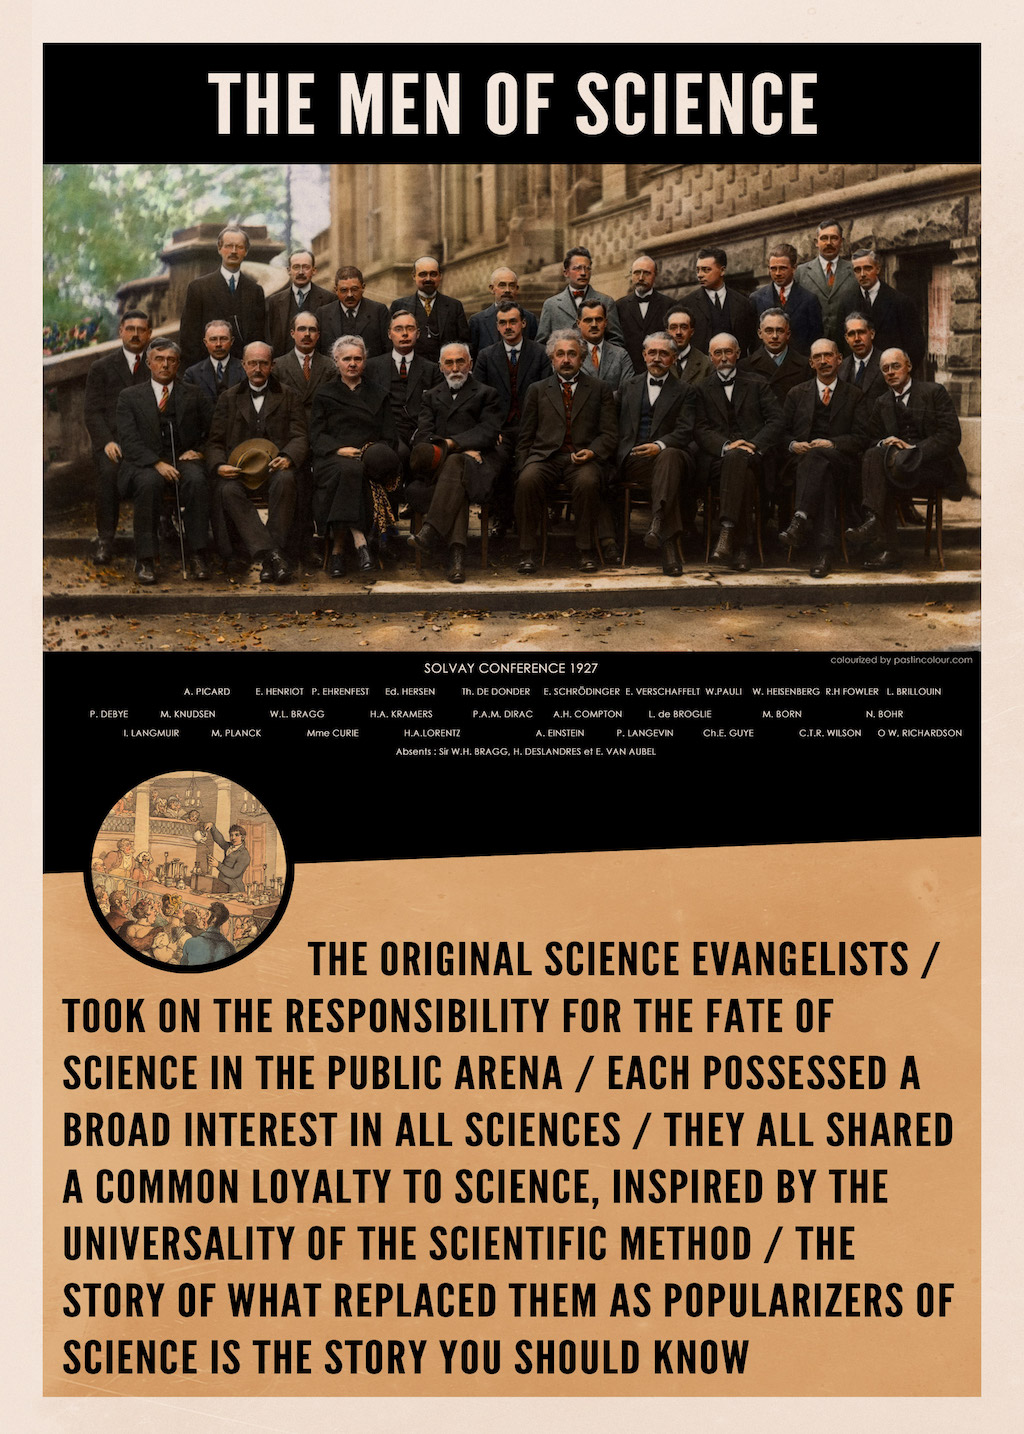 THE MEN OF SCIENCE
colourized by pastincolour.com
SOLVAY CONFERENCE 1927
A. PICARD E. HENRIOT P. EHRENFEST Ed. HERSEN Th. DE DONDER E. SCHRÖDINGER E. VERSCHAFFELT W.PAULI W. HEISENBERG R.H FOWLER L. BRILLOUIN
P. DEBYE M. KNUDSEN W.L. BRAGG H.A. KRAMERS P.A.M. DIRAC A.H. COMPTON L. de BROGLIE M. BORN N. BOHR
I. LANGMUIR M. PLANCK Mme CURIE H.A.LORENTZ A. EINSTEIN P. LANGEVIN Ch.E. GUYE C.T.R. WILSON O W. RICHARDSON
Absents : Sir W.H. BRAGG, H. DESLANDRES et E. VAN AUBEL
THE ORIGINAL SCIENCE EVANGELISTS /
TOOK ON THE RESPONSIBILITY FOR THE FATE OF
SCIENCE IN THE PUBLIC ARENA / EACH POSSESSED A
BROAD INTEREST IN ALL SCIENCES / THEY ALL SHARED
A COMMON LOYALTY TO SCIENCE, INSPIRED BY THE
UNIVERSALITY OF THE SCIENTIFIC METHOD / THE
STORY OF WHAT REPLACED THEM AS POPULARIZERS OF
SCIENCE IS THE STORY YOU SHOULD KNOW